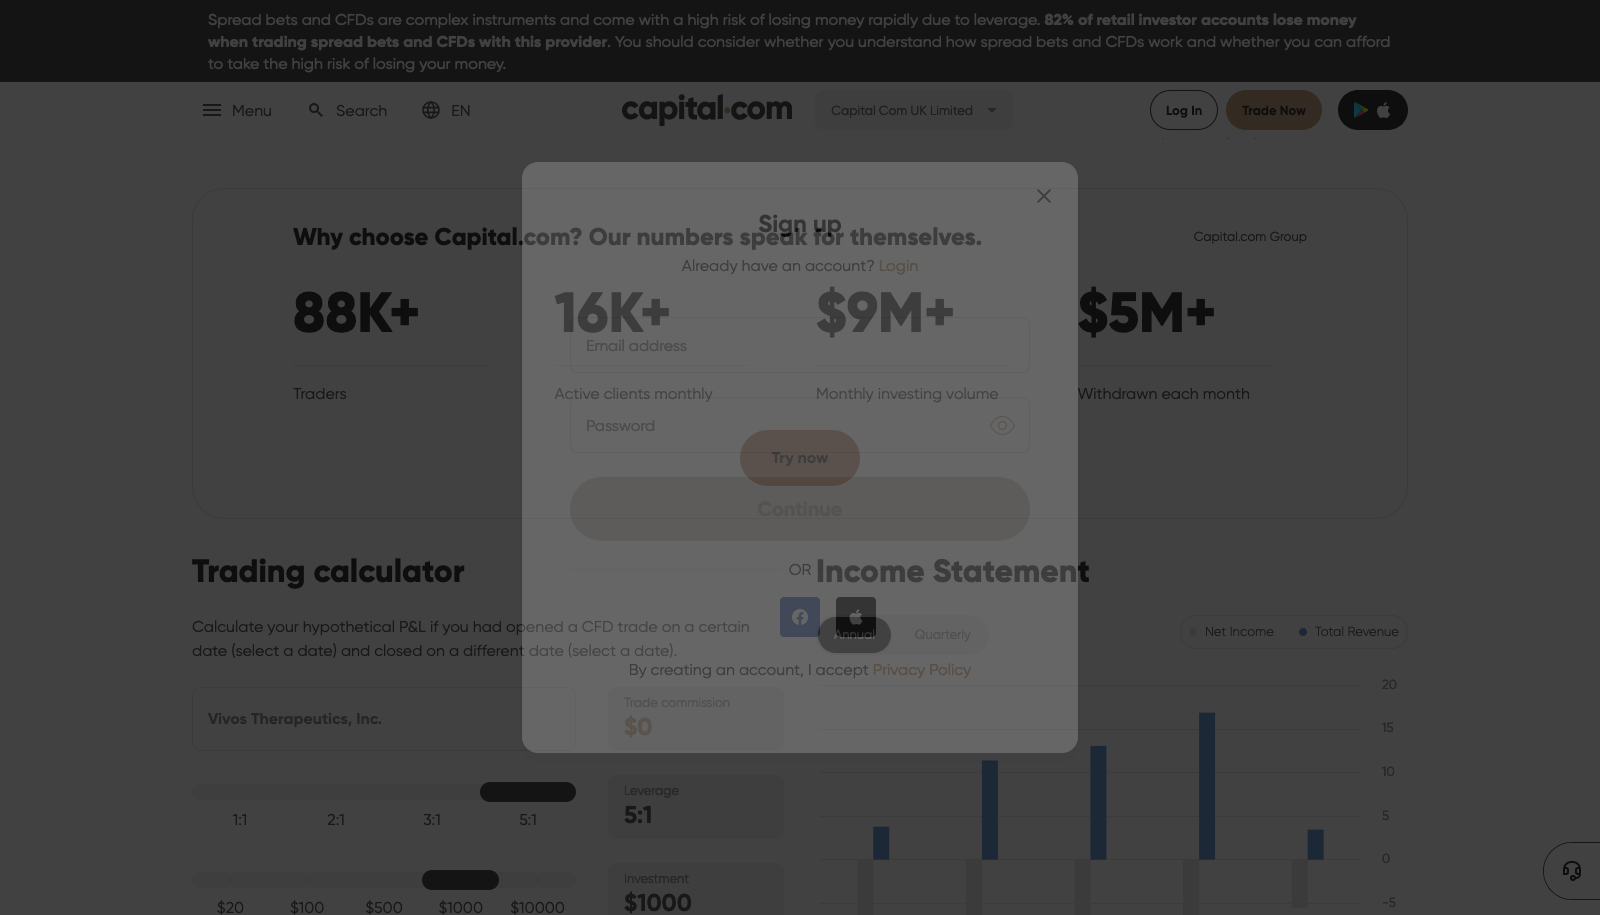 Spread bets and CFDs are complex instruments and come with a high risk of losing money rapidly due to leverage. 82% of retail investor accounts lose money
when trading spread bets and CFDs with this provider. You should consider whether you understand how spread bets and CFDs work and whether you can afford
to take the high risk of losing your money.
Menu
Search
EN
capital.com
Capital Com UK Limited
Log In
Trade Now
Sign up
Already have an account? Login
Email address
Password
Continue
OR
By creating an account, I accept Privacy Policy
Why choose Capital.com? Our numbers speak for themselves.
Capital.com Group
88K+
16K+
$9M+
$5M+
Traders
Active clients monthly
Monthly investing volume
Withdrawn each month
Try now
Trading calculator
Calculate your hypothetical P&L if you had opened a CFD trade on a certain
date (select a date) and closed on a different date (select a date).
Vivos Therapeutics, Inc.
1:1
2:1
3:1
5:1
$20
$100
$500
$1000
$10000
Trade commission
$0
Leverage
5:1
Investment
$1000
Income Statement
Annual
Quarterly
Net Income
Total Revenue
20
15
10
5
0
-5